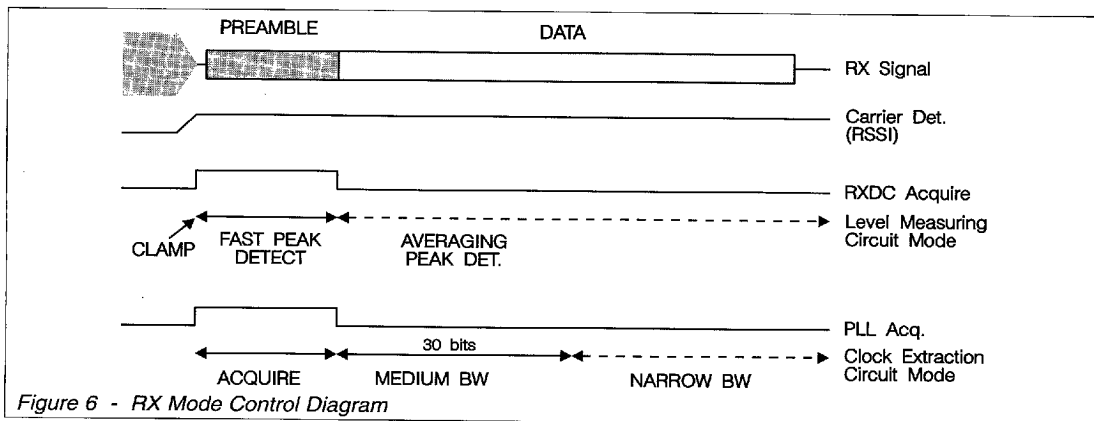 PREAMBLE
DATA
RX Signal
Carrier Det.
(RSSI)
RXDC Acquire
CLAMP
FAST PEAK
DETECT
AVERAGING
PEAK DET.
Level Measuring
Circuit Mode
PLL Acq.
30 bits
ACQUIRE
MEDIUM BW
NARROW BW
Clock Extraction
Circuit Mode
Figure 6 - RX Mode Control Diagram